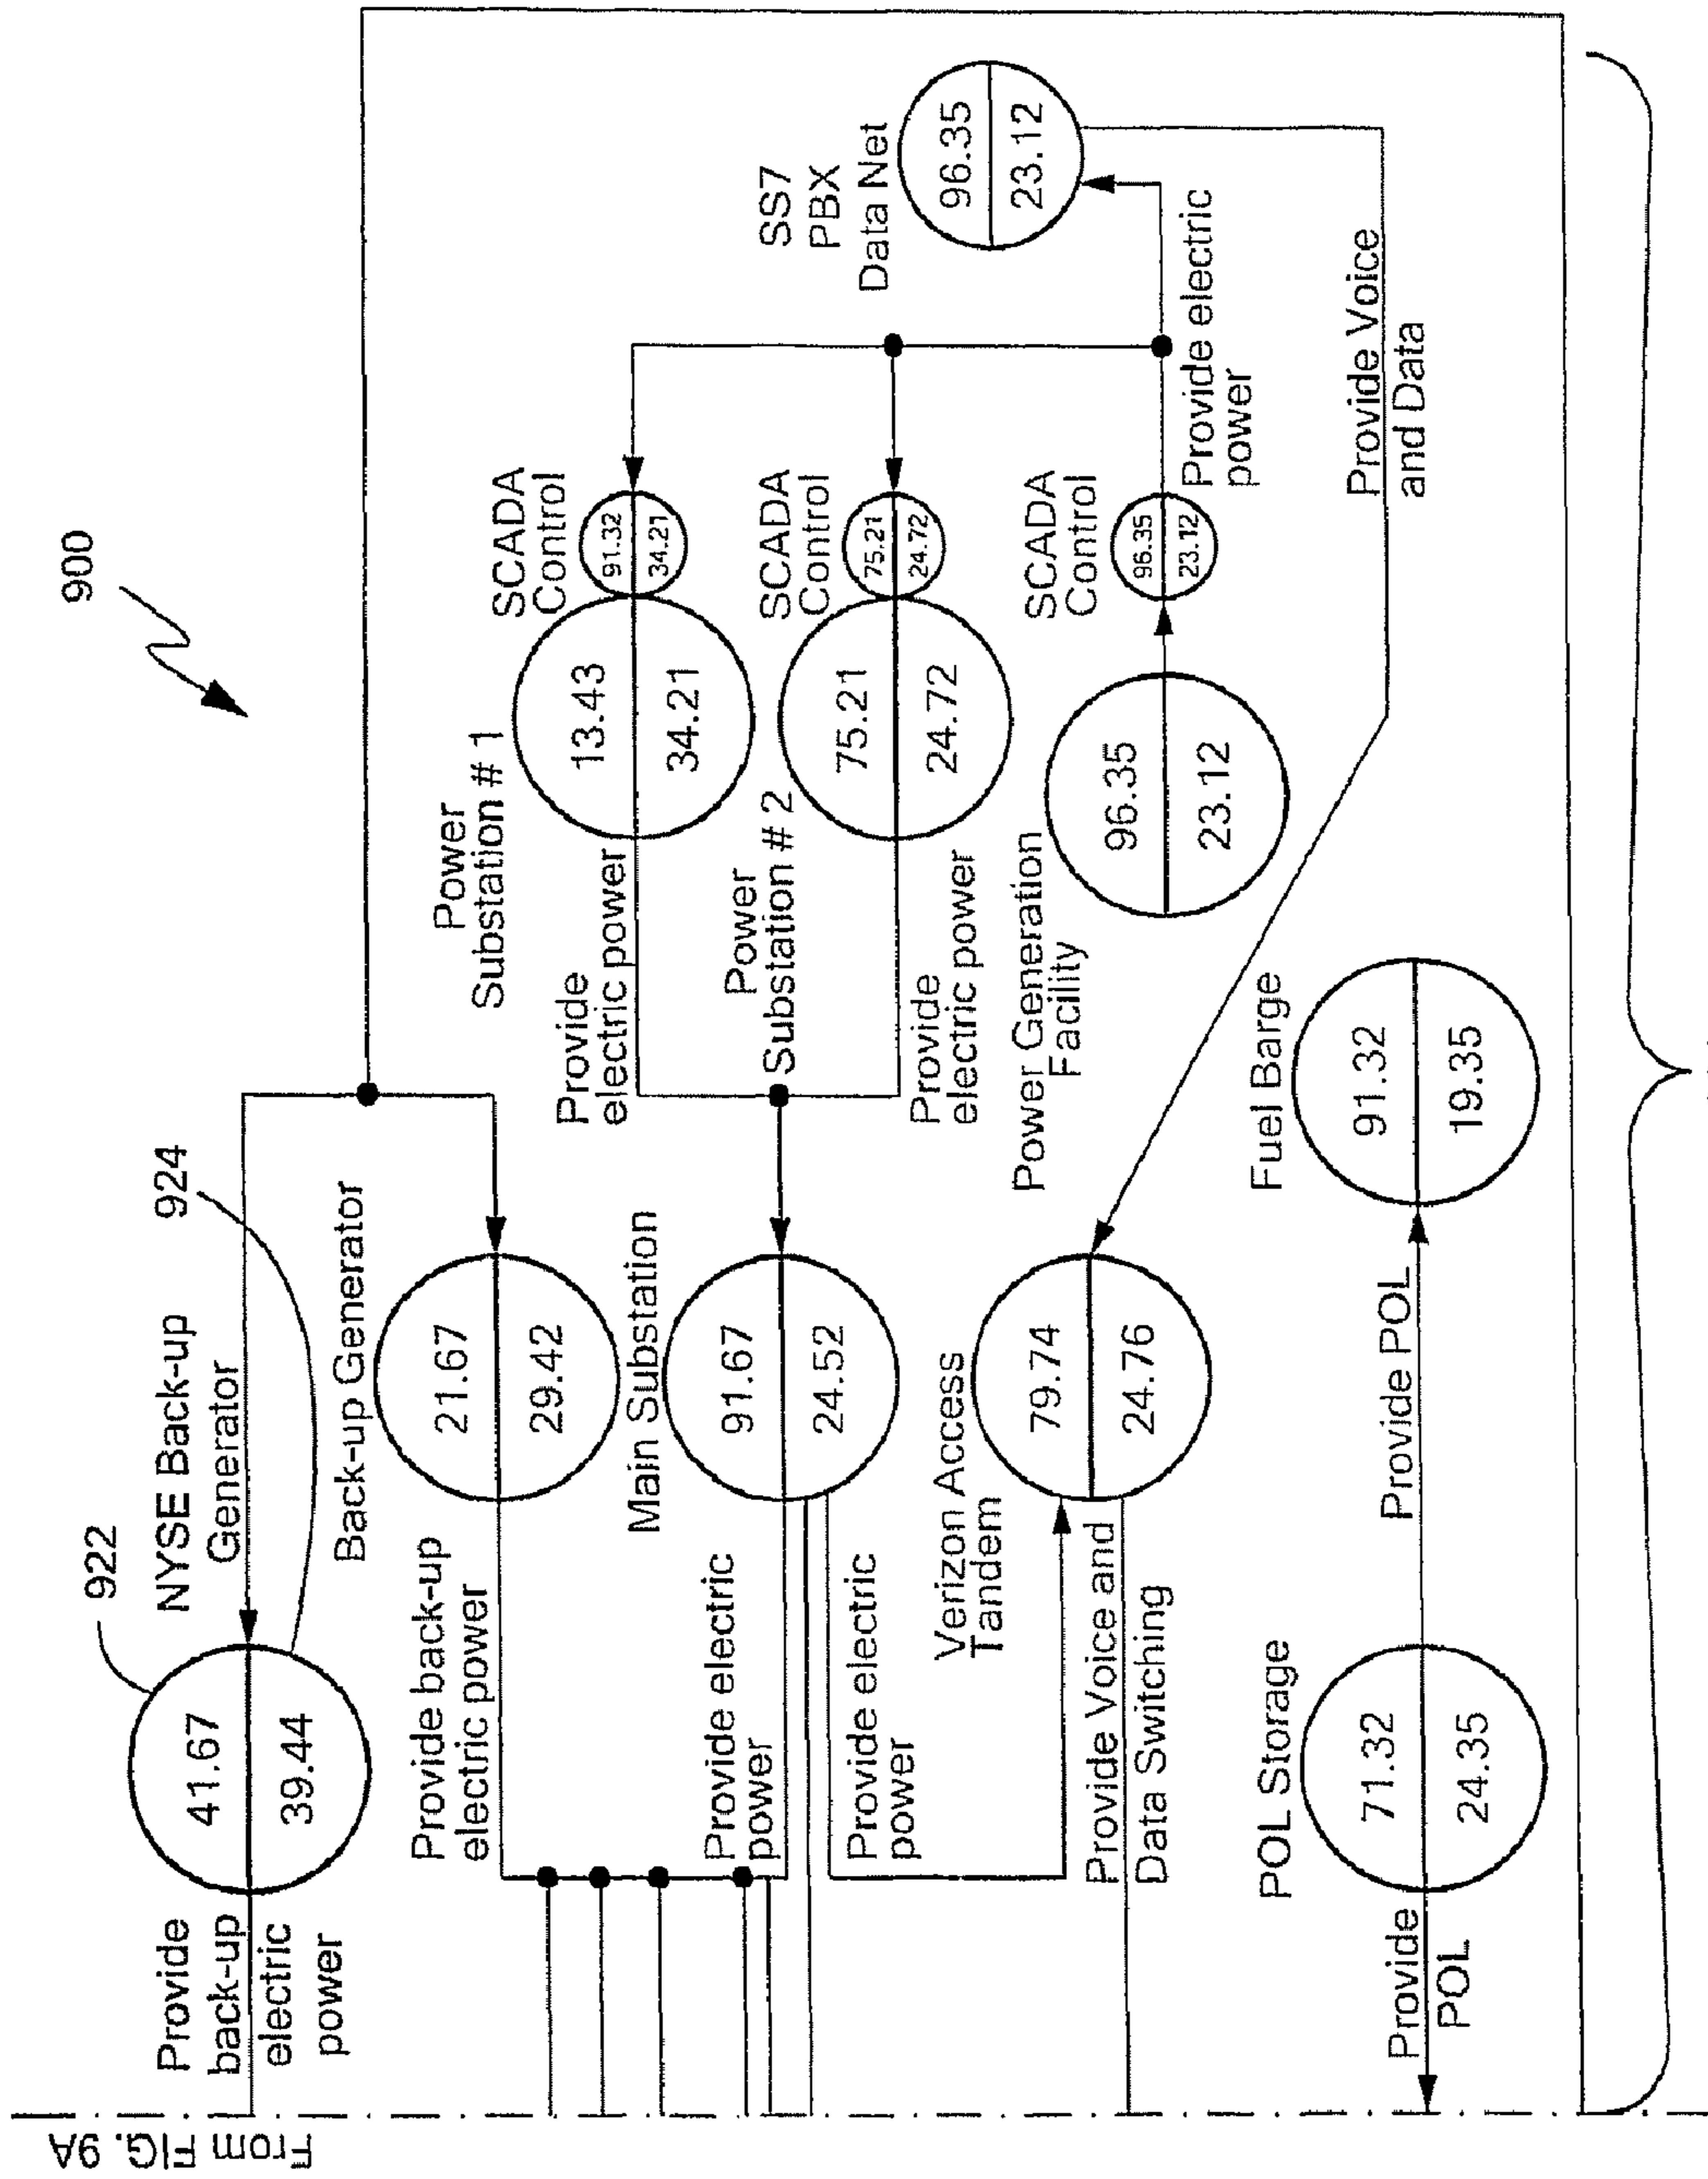 From FIG. 9A
900
922
924
NYSE Back-up
Generator
41.67
39.44
Provide
back-up
electric
power
Back-up Generator
21.67
29.42
Provide back-up
electric power
Main Substation
91.67
24.52
Provide electric
power
Provide electric
power
Verizon Access
Tandem
79.74
24.76
Provide Voice and
Data Switching
POL Storage
71.32
24.35
Provide
POL
Provide POL
Fuel Barge
91.32
19.35
Power
Substation # 1
13.43
34.21
Provide
electric power
SCADA
Control
91.32
34.21
Power
Substation # 2
75.21
24.72
Provide
electric power
SCADA
Control
75.21
24.72
Power Generation
Facility
96.35
23.12
SCADA
Control
96.35
23.12
Provide electric
power
SS7
PBX
Data Net
96.35
23.12
Provide Voice
and Data